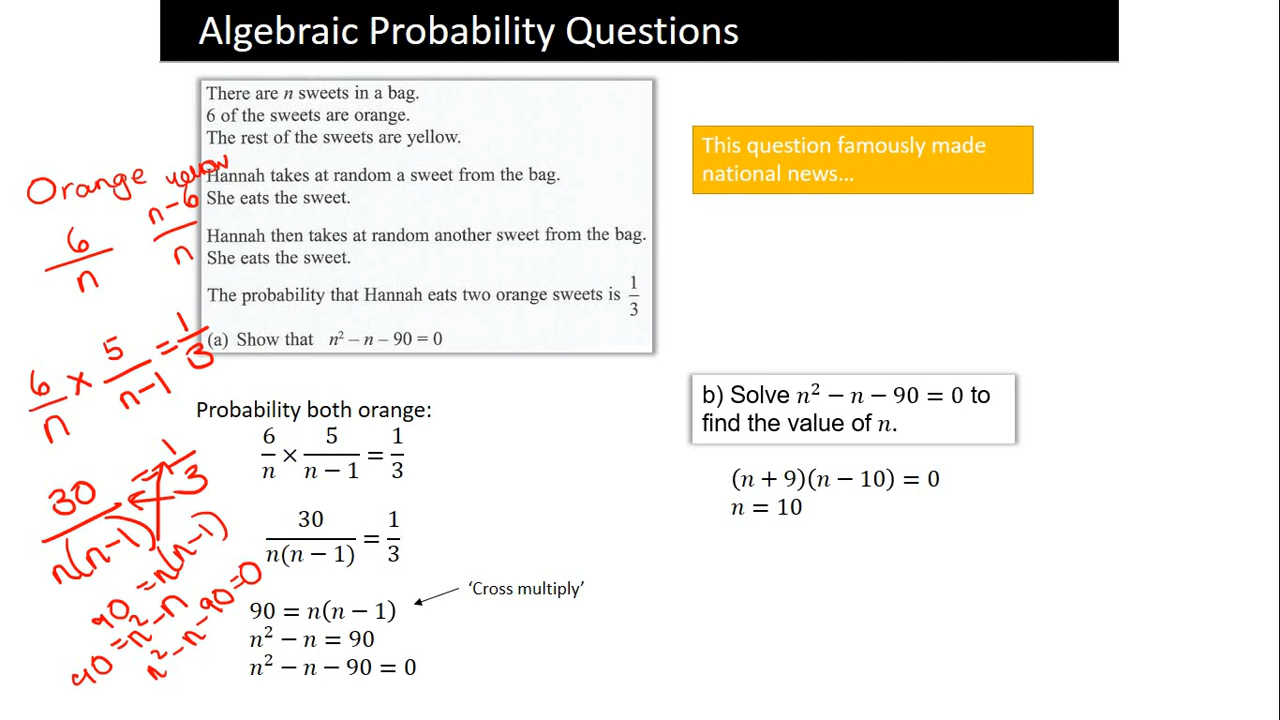 Algebraic Probability Questions
There are n sweets in a bag.
6 of the sweets are orange.
The rest of the sweets are yellow.
Hannah takes at random a sweet from the bag.
She eats the sweet.
Hannah then takes at random another sweet from the bag.
She eats the sweet.
The probability that Hannah eats two orange sweets is 1/3
(a) Show that n² − n − 90 = 0
Orange yellow
6/n (n−6)/n
6/n × 5/(n−1) = 1/3
30/(n(n−1)) = 1/3
90 = n(n−1)
90 = n² − n
n² − n − 90 = 0
Probability both orange:
6/n × 5/(n − 1) = 1/3
30/(n(n − 1)) = 1/3
90 = n(n − 1)
‘Cross multiply’
n² − n = 90
n² − n − 90 = 0
This question famously made
national news...
b) Solve n² − n − 90 = 0 to
find the value of n.
(n + 9)(n − 10) = 0
n = 10